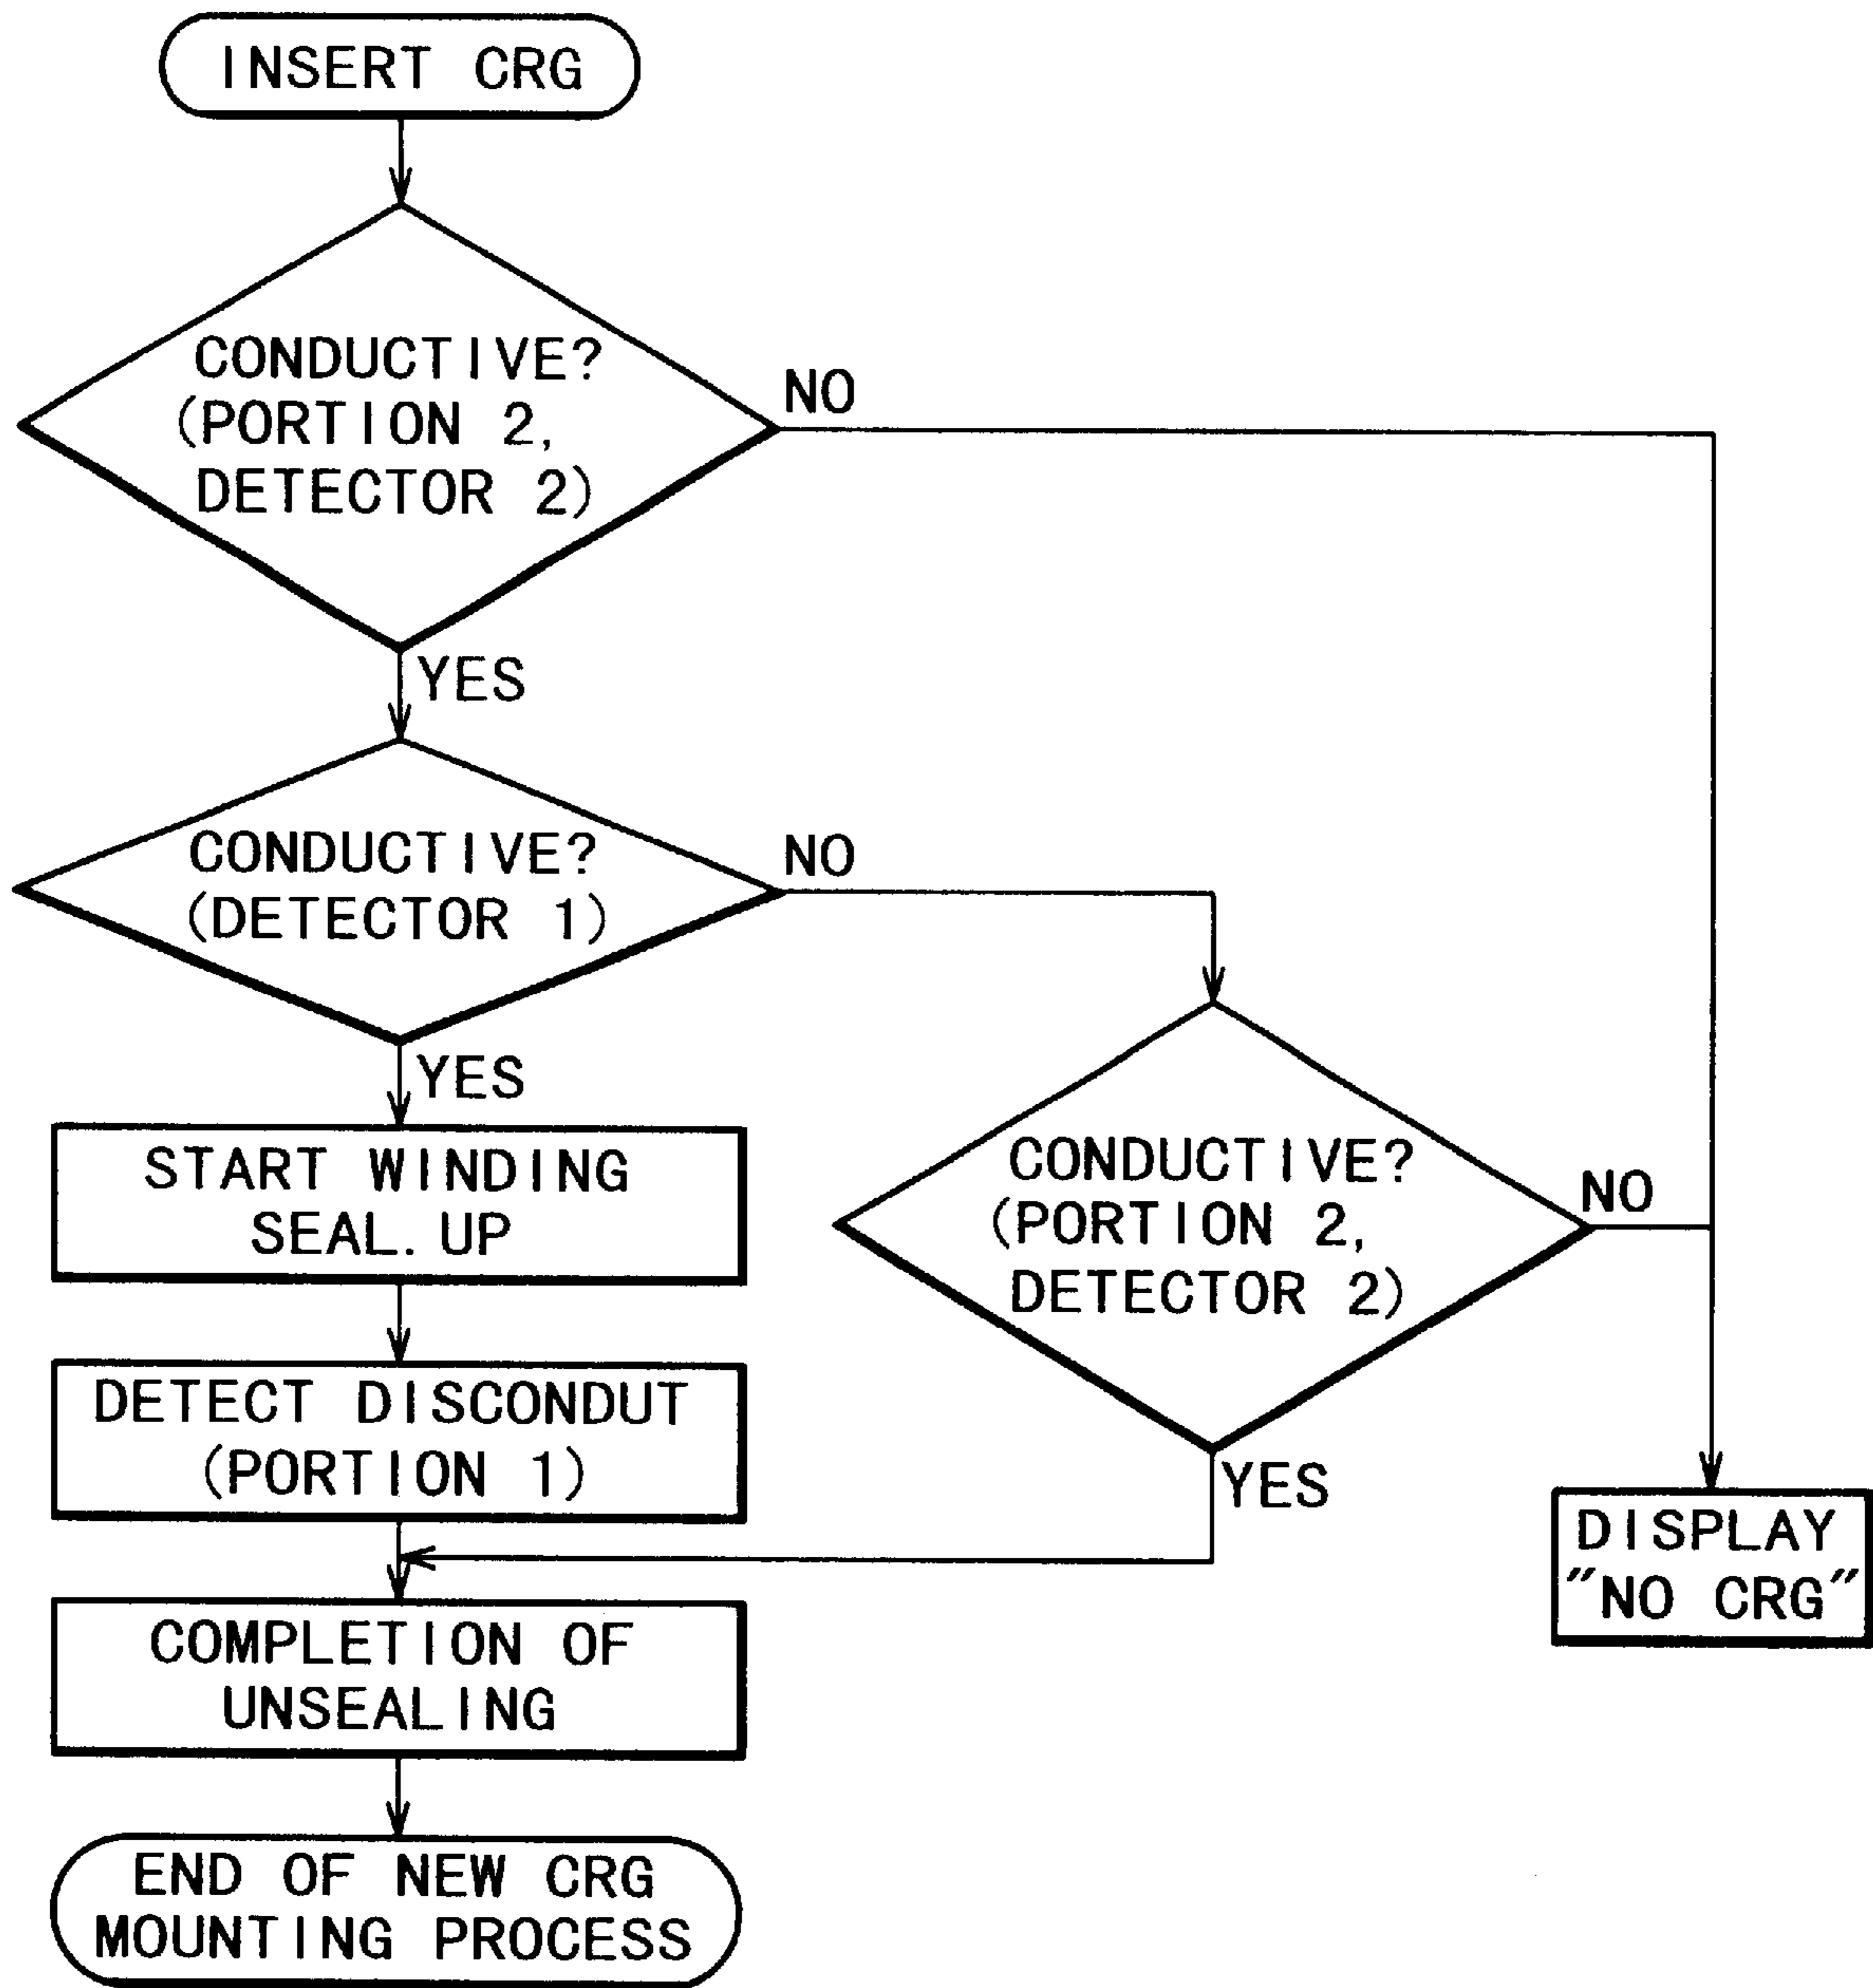 INSERT CRG
CONDUCTIVE?
(PORTION 2,
DETECTOR 2)
NO
YES
CONDUCTIVE?
(DETECTOR 1)
NO
YES
START WINDING
SEAL. UP
CONDUCTIVE?
(PORTION 2,
DETECTOR 2)
NO
YES
DETECT DISCONDUT
(PORTION 1)
DISPLAY
"NO CRG"
COMPLETION OF
UNSEALING
END OF NEW CRG
MOUNTING PROCESS